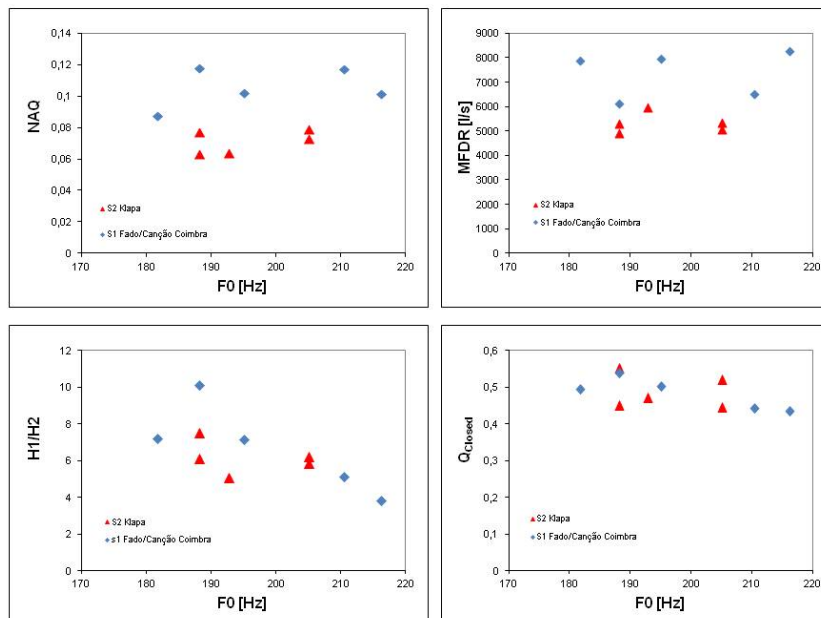 0,14
0,12
0,1
0,08
0,06
0,04
0,02
0
NAQ
S2 Klapa
S1 Fado/Canção Coimbra
170 180 190 200 210 220
F0 [Hz]
9000
8000
7000
6000
5000
4000
3000
2000
1000
0
MFDR [l/s]
S2 Klapa
S1 Fado/Canção Coimbra
170 180 190 200 210 220
F0 [Hz]
12
10
8
6
4
2
0
H1/H2
S2 Klapa
s1 Fado/Canção Coimbra
170 180 190 200 210 220
F0 [Hz]
0,6
0,5
0,4
0,3
0,2
0,1
0
QClosed
S2 Klapa
S1 Fado/Canção Coimbra
170 180 190 200 210 220
F0 [Hz]